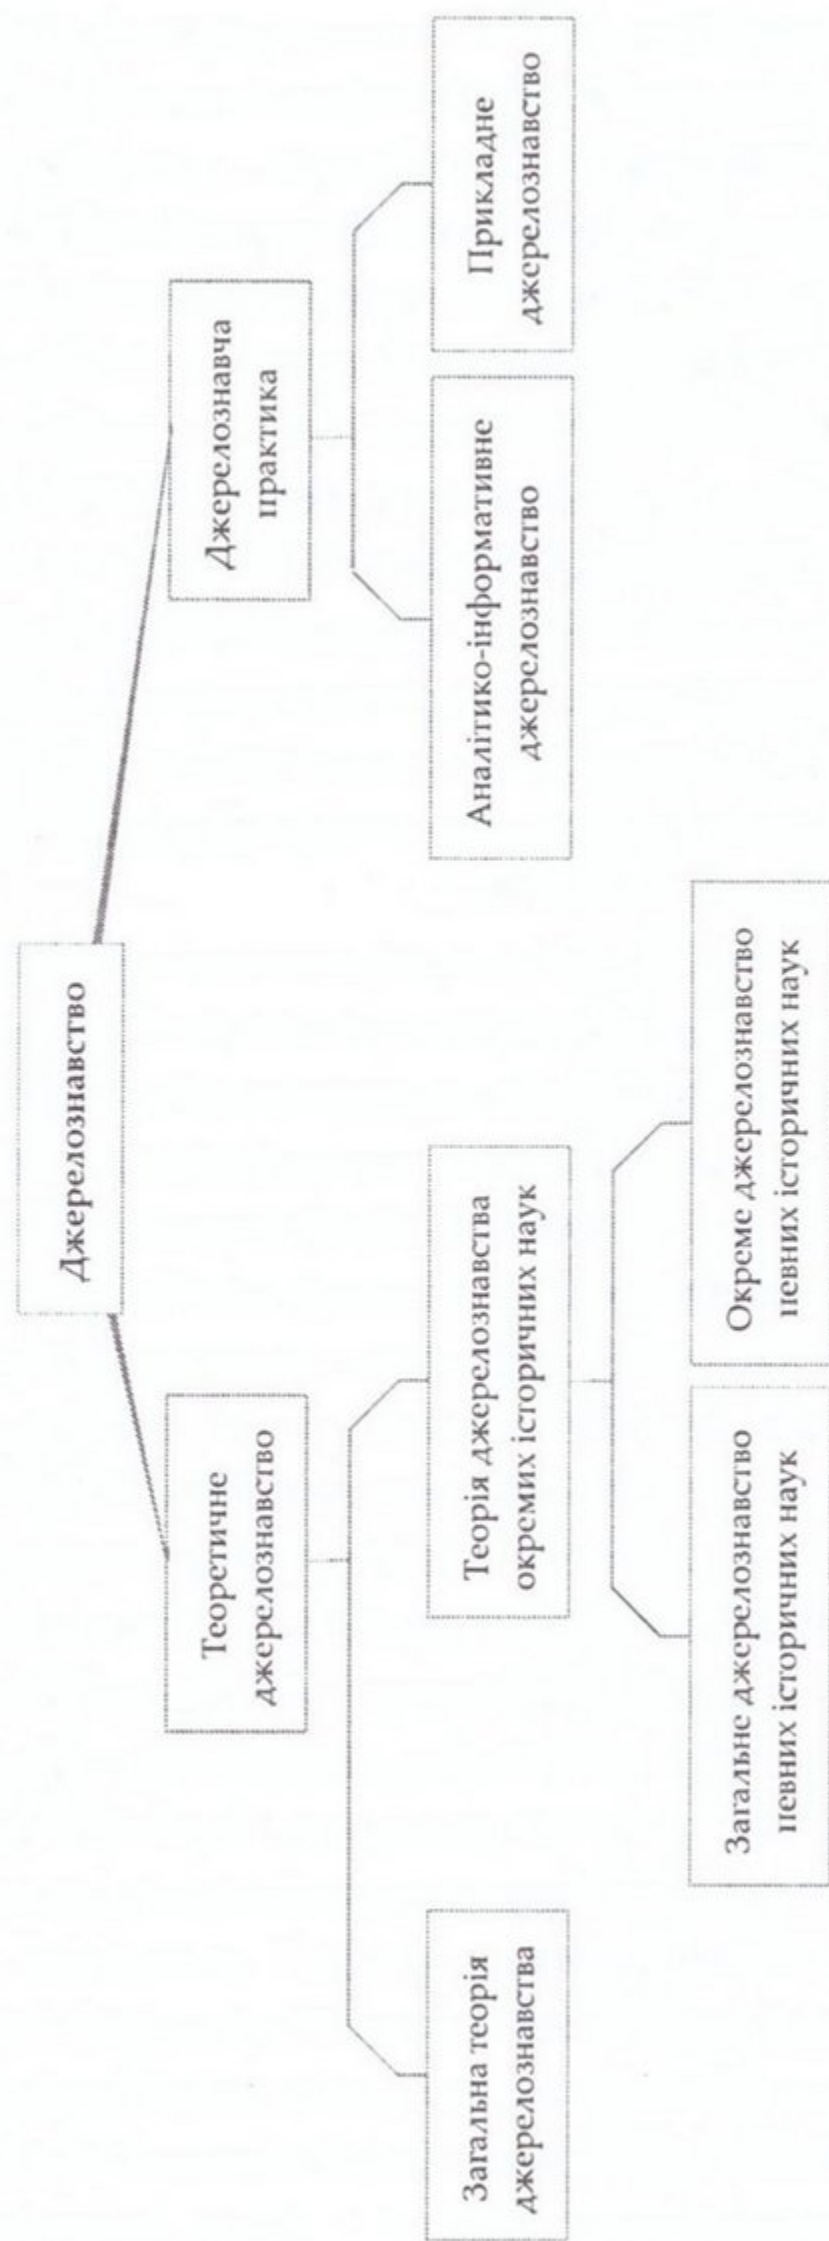 Джерелознавство
Теоретичне
джерелознавство
Джерелознавча
практика
Загальна теорія
джерелознавства
Теорія джерелознавства
окремих історичних наук
Аналітико-інформативне
джерелознавство
Прикладне
джерелознавство
Загальне джерелознавство
певних історичних наук
Окреме джерелознавство
певних історичних наук